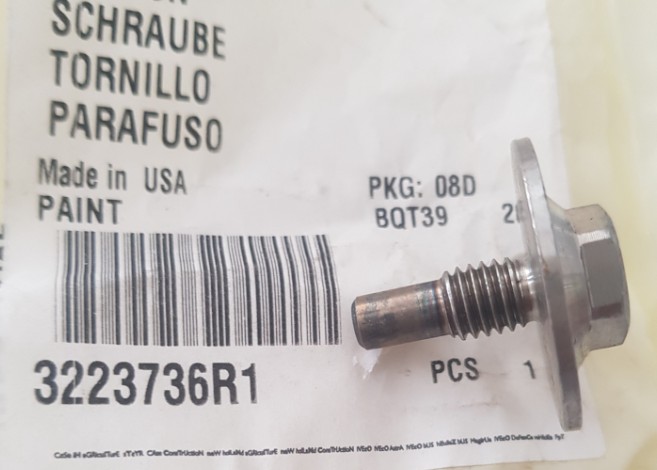 SCHRAUBE
TORNILLO
PARAFUSO
Made in USA
PAINT
PKG: 08D
BQT39
3223736R1
PCS 1